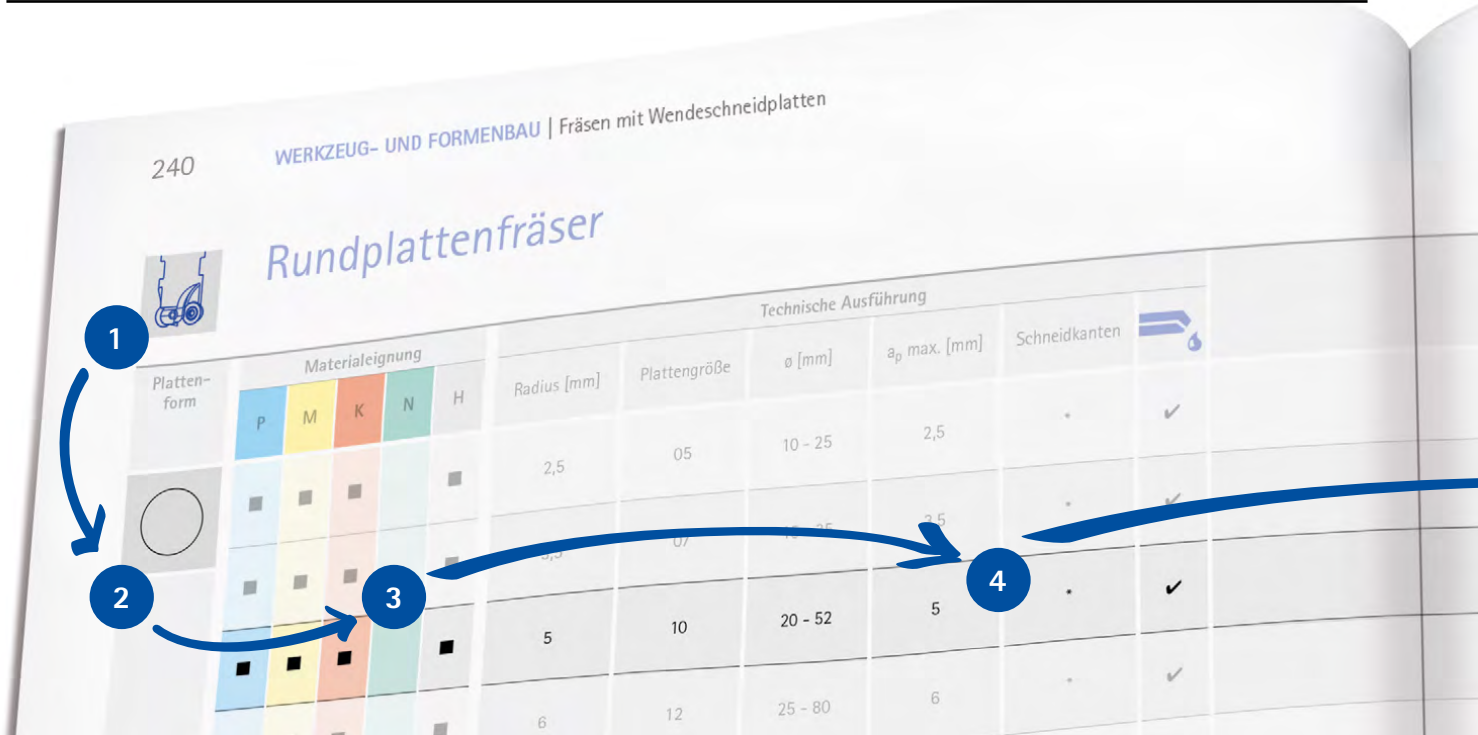 240
WERKZEUG- UND FORMENBAU | Fräsen mit Wendeschneidplatten
Rundplattenfräser
1
Platten-
form
Materialeignung
Technische Ausführung
P M K N H
Radius [mm] Plattengröße ø [mm] ap max. [mm] Schneidkanten
■ ■ ■ ■ 2,5 05 10 - 25 2,5 • ✔
■ ■ ■ ■ 07 • ✔
2
3
4
■ ■ ■ ■ 5 10 20 - 52 5 • ✔
■ ■ 6 12 25 - 80 6 • ✔